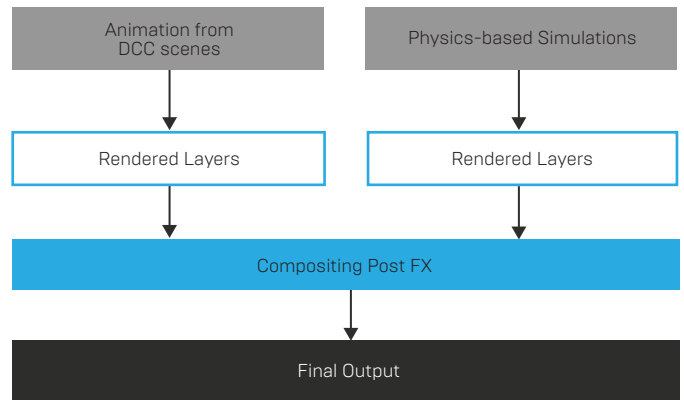 Animation from
DCC scenes
Physics-based Simulations
Rendered Layers
Rendered Layers
Compositing Post FX
Final Output